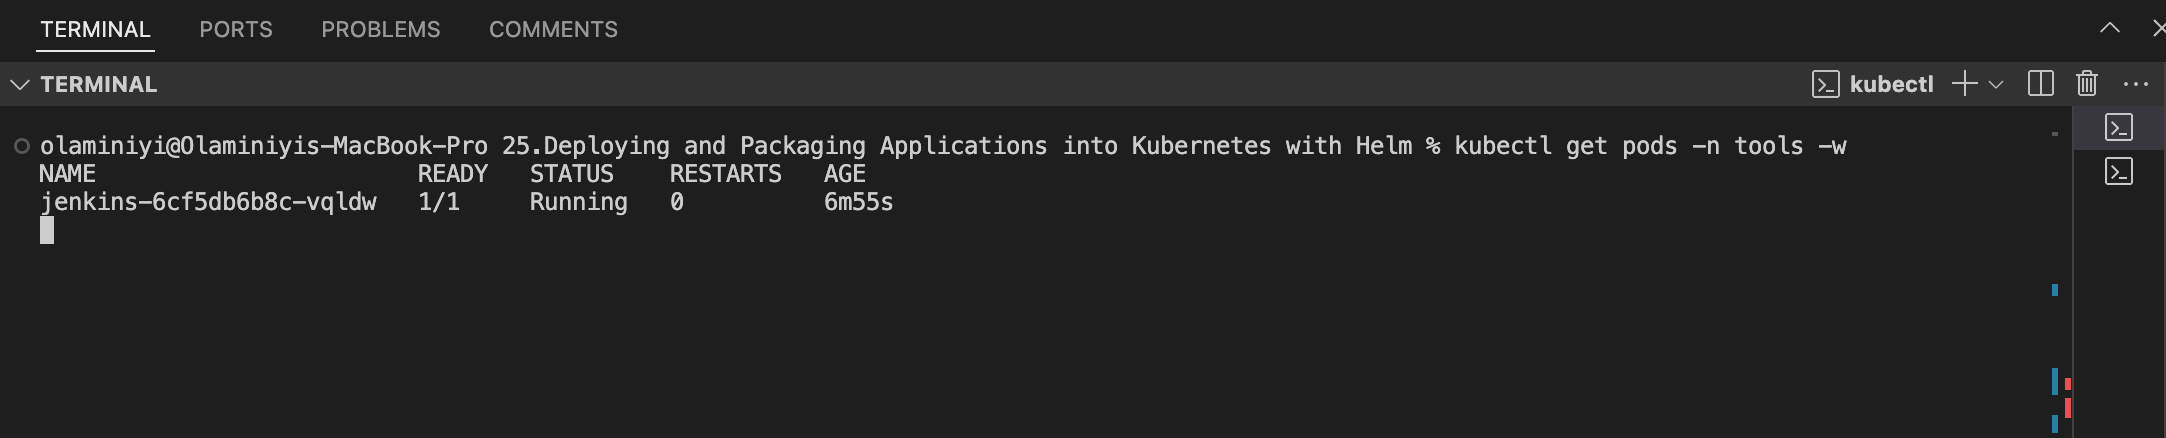 TERMINAL PORTS PROBLEMS COMMENTS
TERMINAL kubectl
olaminiyi@Olaminiyis-MacBook-Pro 25.Deploying and Packaging Applications into Kubernetes with Helm % kubectl get pods -n tools -w
NAME READY STATUS RESTARTS AGE
jenkins-6cf5db6b8c-vqldw 1/1 Running 0 6m55s